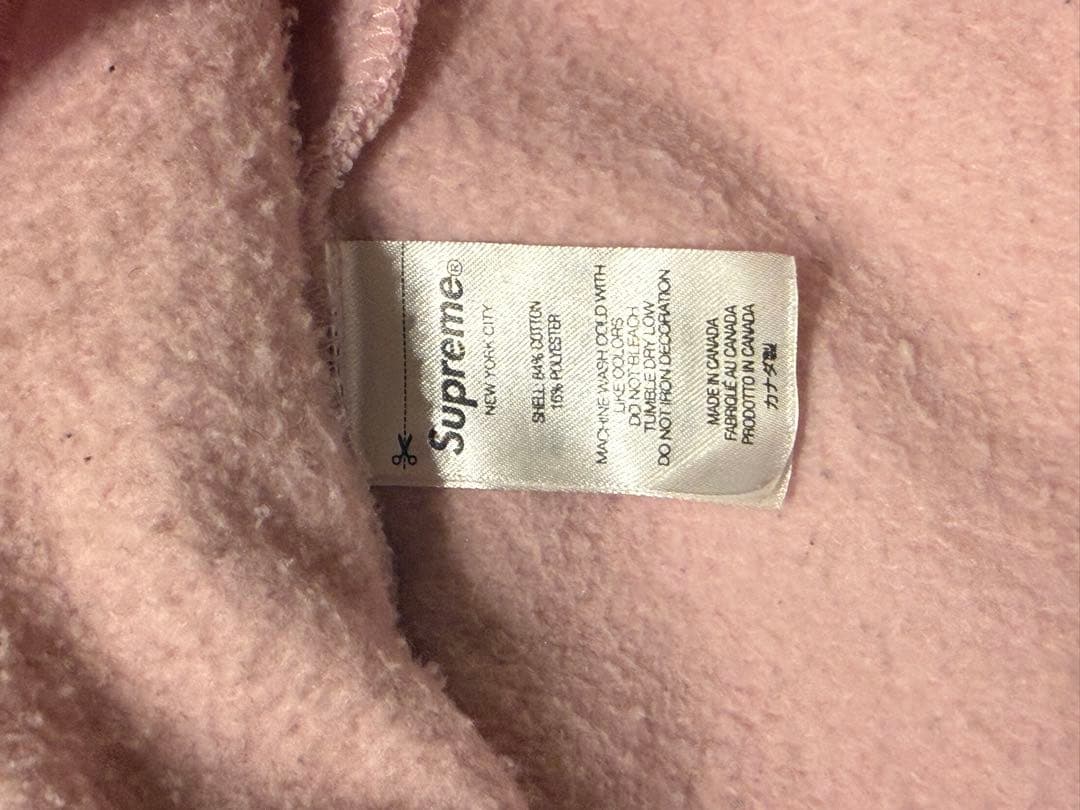 Supreme®
NEW YORK CITY
SHELL: 84% COTTON
16% POLYESTER
MACHINE WASH COLD WITH
LIKE COLORS
DO NOT BLEACH
TUMBLE DRY LOW
DO NOT IRON DECORATION
MADE IN CANADA
FABRIQUÉ AU CANADA
PRODOTTO IN CANADA
カナダ製